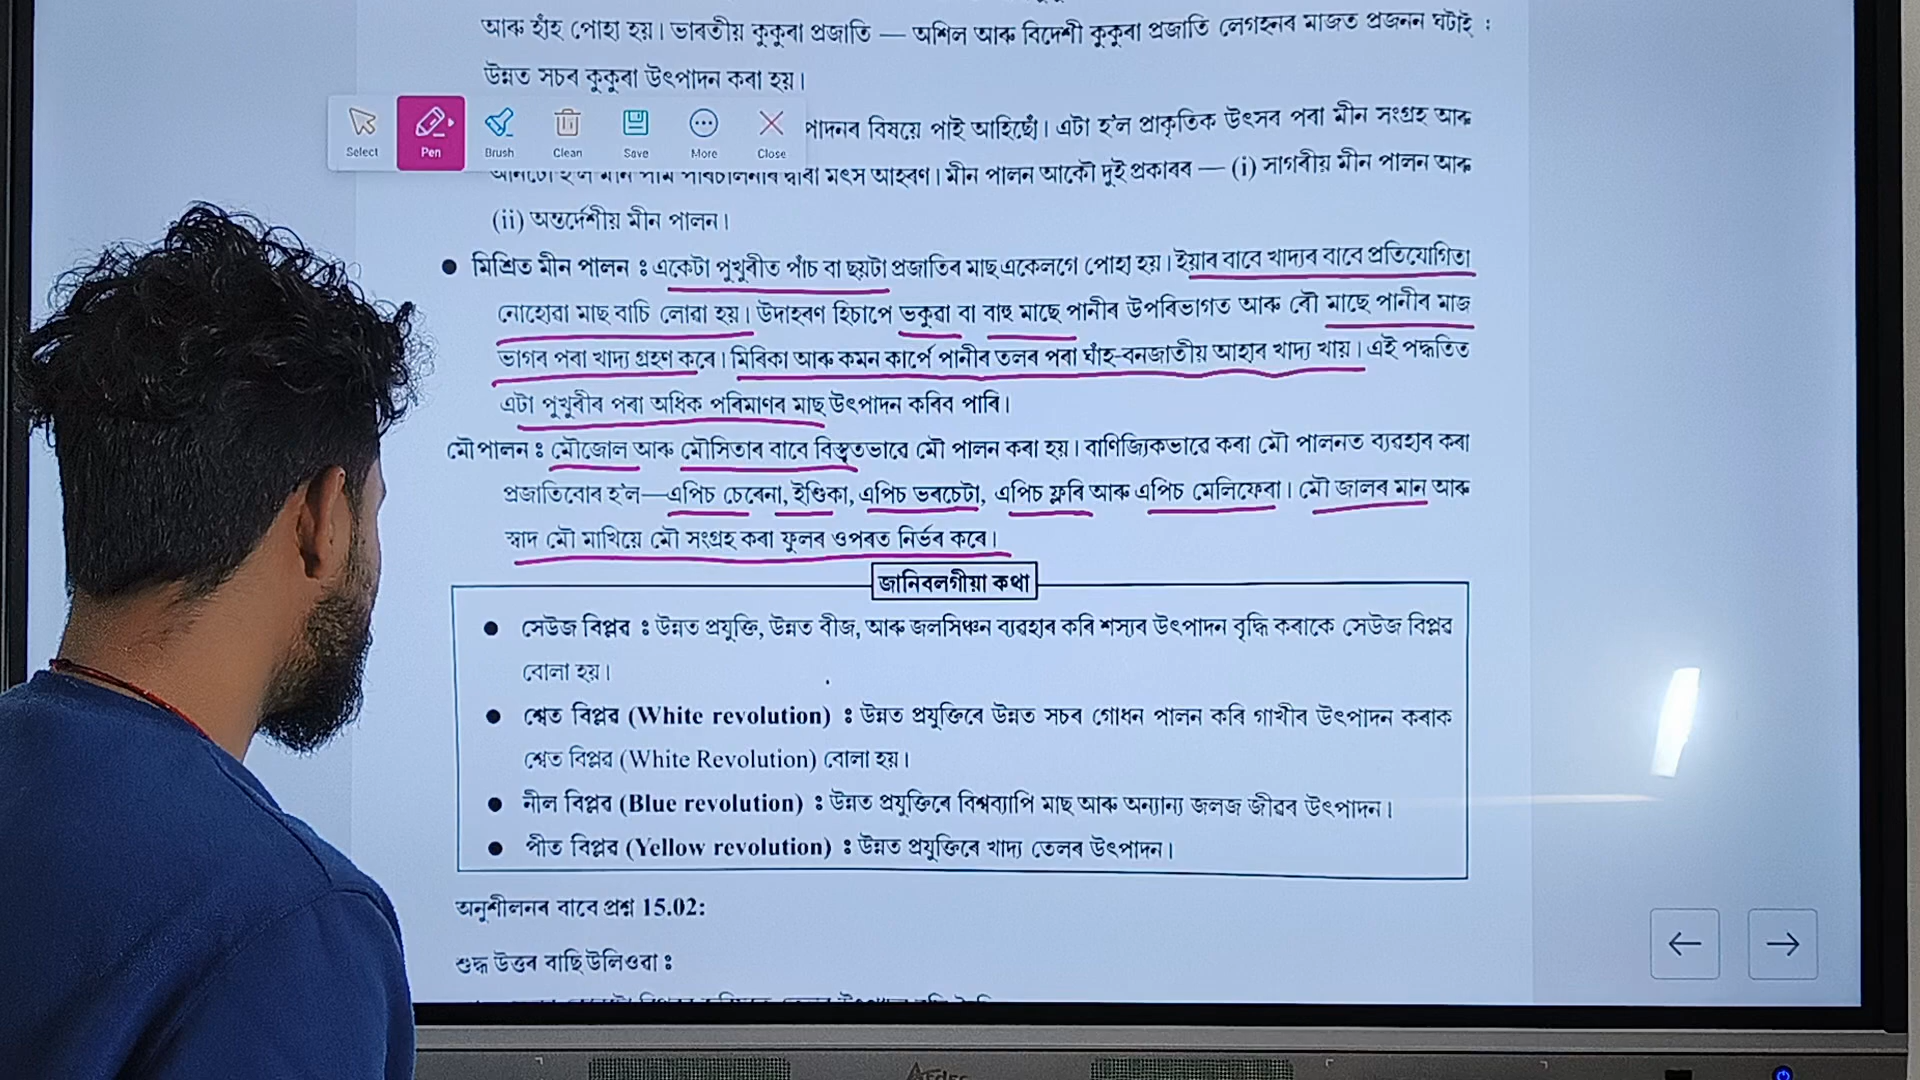 আৰু হাঁহ পোহা হয়। ভাৰতীয় কুকুৰা প্ৰজাতি — অশিল আৰু বিদেশী কুকুৰা প্ৰজাতি লেগহনৰ মাজত প্ৰজনন ঘটাই :
উন্নত সচৰ কুকুৰা উৎপাদন কৰা হয়।
Select Pen Brush Clean Save More Close
পাদনৰ বিষয়ে পাই আহিছোঁ। এটা হ'ল প্ৰাকৃতিক উৎসৰ পৰা মীন সংগ্ৰহ আৰু
আনটো হ'ল মীন পাম পৰিচালনাৰ দ্বাৰা মৎস আহৰণ। মীন পালন আকৌ দুই প্ৰকাৰৰ — (i) সাগৰীয় মীন পালন আৰু
(ii) অন্তৰ্দেশীয় মীন পালন।
● মিশ্ৰিত মীন পালন ঃ একেটা পুখুৰীত পাঁচ বা ছয়টা প্ৰজাতিৰ মাছ একেলগে পোহা হয়। ইয়াৰ বাবে খাদ্যৰ বাবে প্ৰতিযোগিতা
নোহোৱা মাছ বাচি লোৱা হয়। উদাহৰণ হিচাপে ভকুৱা বা বাহু মাছে পানীৰ উপৰিভাগত আৰু ৰৌ মাছে পানীৰ মাজ
ভাগৰ পৰা খাদ্য গ্ৰহণ কৰে। মিৰিকা আৰু কমন কাৰ্পে পানীৰ তলৰ পৰা ঘাঁহ-বনজাতীয় আহাৰ খাদ্য খায়। এই পদ্ধতিত
এটা পুখুৰীৰ পৰা অধিক পৰিমাণৰ মাছ উৎপাদন কৰিব পাৰি।
মৌ পালন ঃ মৌজোল আৰু মৌসিতাৰ বাবে বিস্তৃতভাৱে মৌ পালন কৰা হয়। বাণিজ্যিকভাৱে কৰা মৌ পালনত ব্যৱহাৰ কৰা
প্ৰজাতিবোৰ হ'ল—এপিচ চেৰেনা, ইণ্ডিকা, এপিচ ভৰচেটা, এপিচ ফ্লৰি আৰু এপিচ মেলিফেৰা। মৌ জালৰ মান আৰু
স্বাদ মৌ মাখিয়ে মৌ সংগ্ৰহ কৰা ফুলৰ ওপৰত নিৰ্ভৰ কৰে।
জানিবলগীয়া কথা
● সেউজ বিপ্লৱ ঃ উন্নত প্ৰযুক্তি, উন্নত বীজ, আৰু জলসিঞ্চন ব্যৱহাৰ কৰি শস্যৰ উৎপাদন বৃদ্ধি কৰাকে সেউজ বিপ্লৱ
বোলা হয়।
● শ্বেত বিপ্লৱ (White revolution) ঃ উন্নত প্ৰযুক্তিৰে উন্নত সচৰ গোধন পালন কৰি গাখীৰ উৎপাদন কৰাক
শ্বেত বিপ্লৱ (White Revolution) বোলা হয়।
● নীল বিপ্লৱ (Blue revolution) ঃ উন্নত প্ৰযুক্তিৰে বিশ্বব্যাপি মাছ আৰু অন্যান্য জলজ জীৱৰ উৎপাদন।
● পীত বিপ্লৱ (Yellow revolution) ঃ উন্নত প্ৰযুক্তিৰে খাদ্য তেলৰ উৎপাদন।
অনুশীলনৰ বাবে প্ৰশ্ন 15.02:
শুদ্ধ উত্তৰ বাছি উলিওৱা ঃ